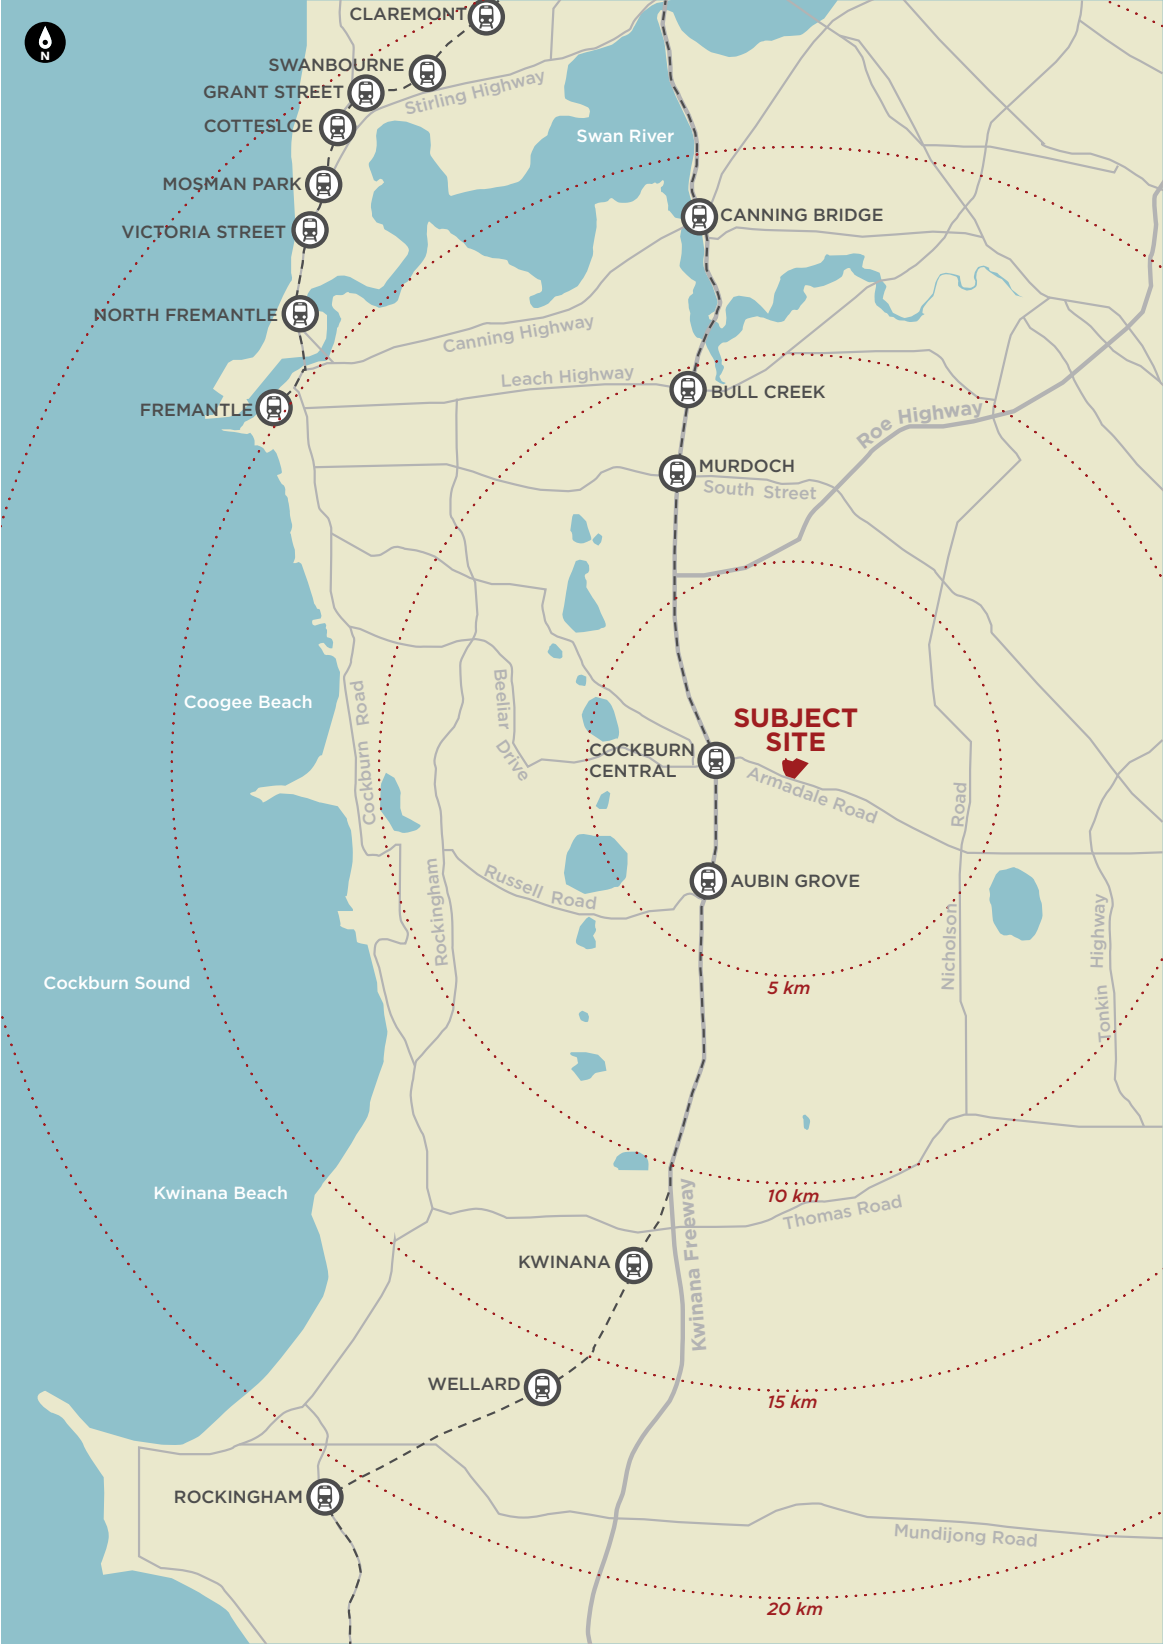 CLAREMONT
N
SWANBOURNE
GRANT STREET
Stirling Highway
COTTESLOE
Swan River
MOSMAN PARK
CANNING BRIDGE
VICTORIA STREET
NORTH FREMANTLE
Canning Highway
Leach Highway
BULL CREEK
FREMANTLE
Roe Highway
MURDOCH
South Street
Coogee Beach
Cockburn Road
Beeliar Drive
SUBJECT
SITE
COCKBURN
CENTRAL
Armadale Road
Nicholson Road
Russell Road
AUBIN GROVE
Rockingham
Tonkin Highway
Cockburn Sound
5 km
Kwinana Beach
10 km
Thomas Road
Kwinana Freeway
KWINANA
WELLARD
15 km
ROCKINGHAM
Mundijong Road
20 km